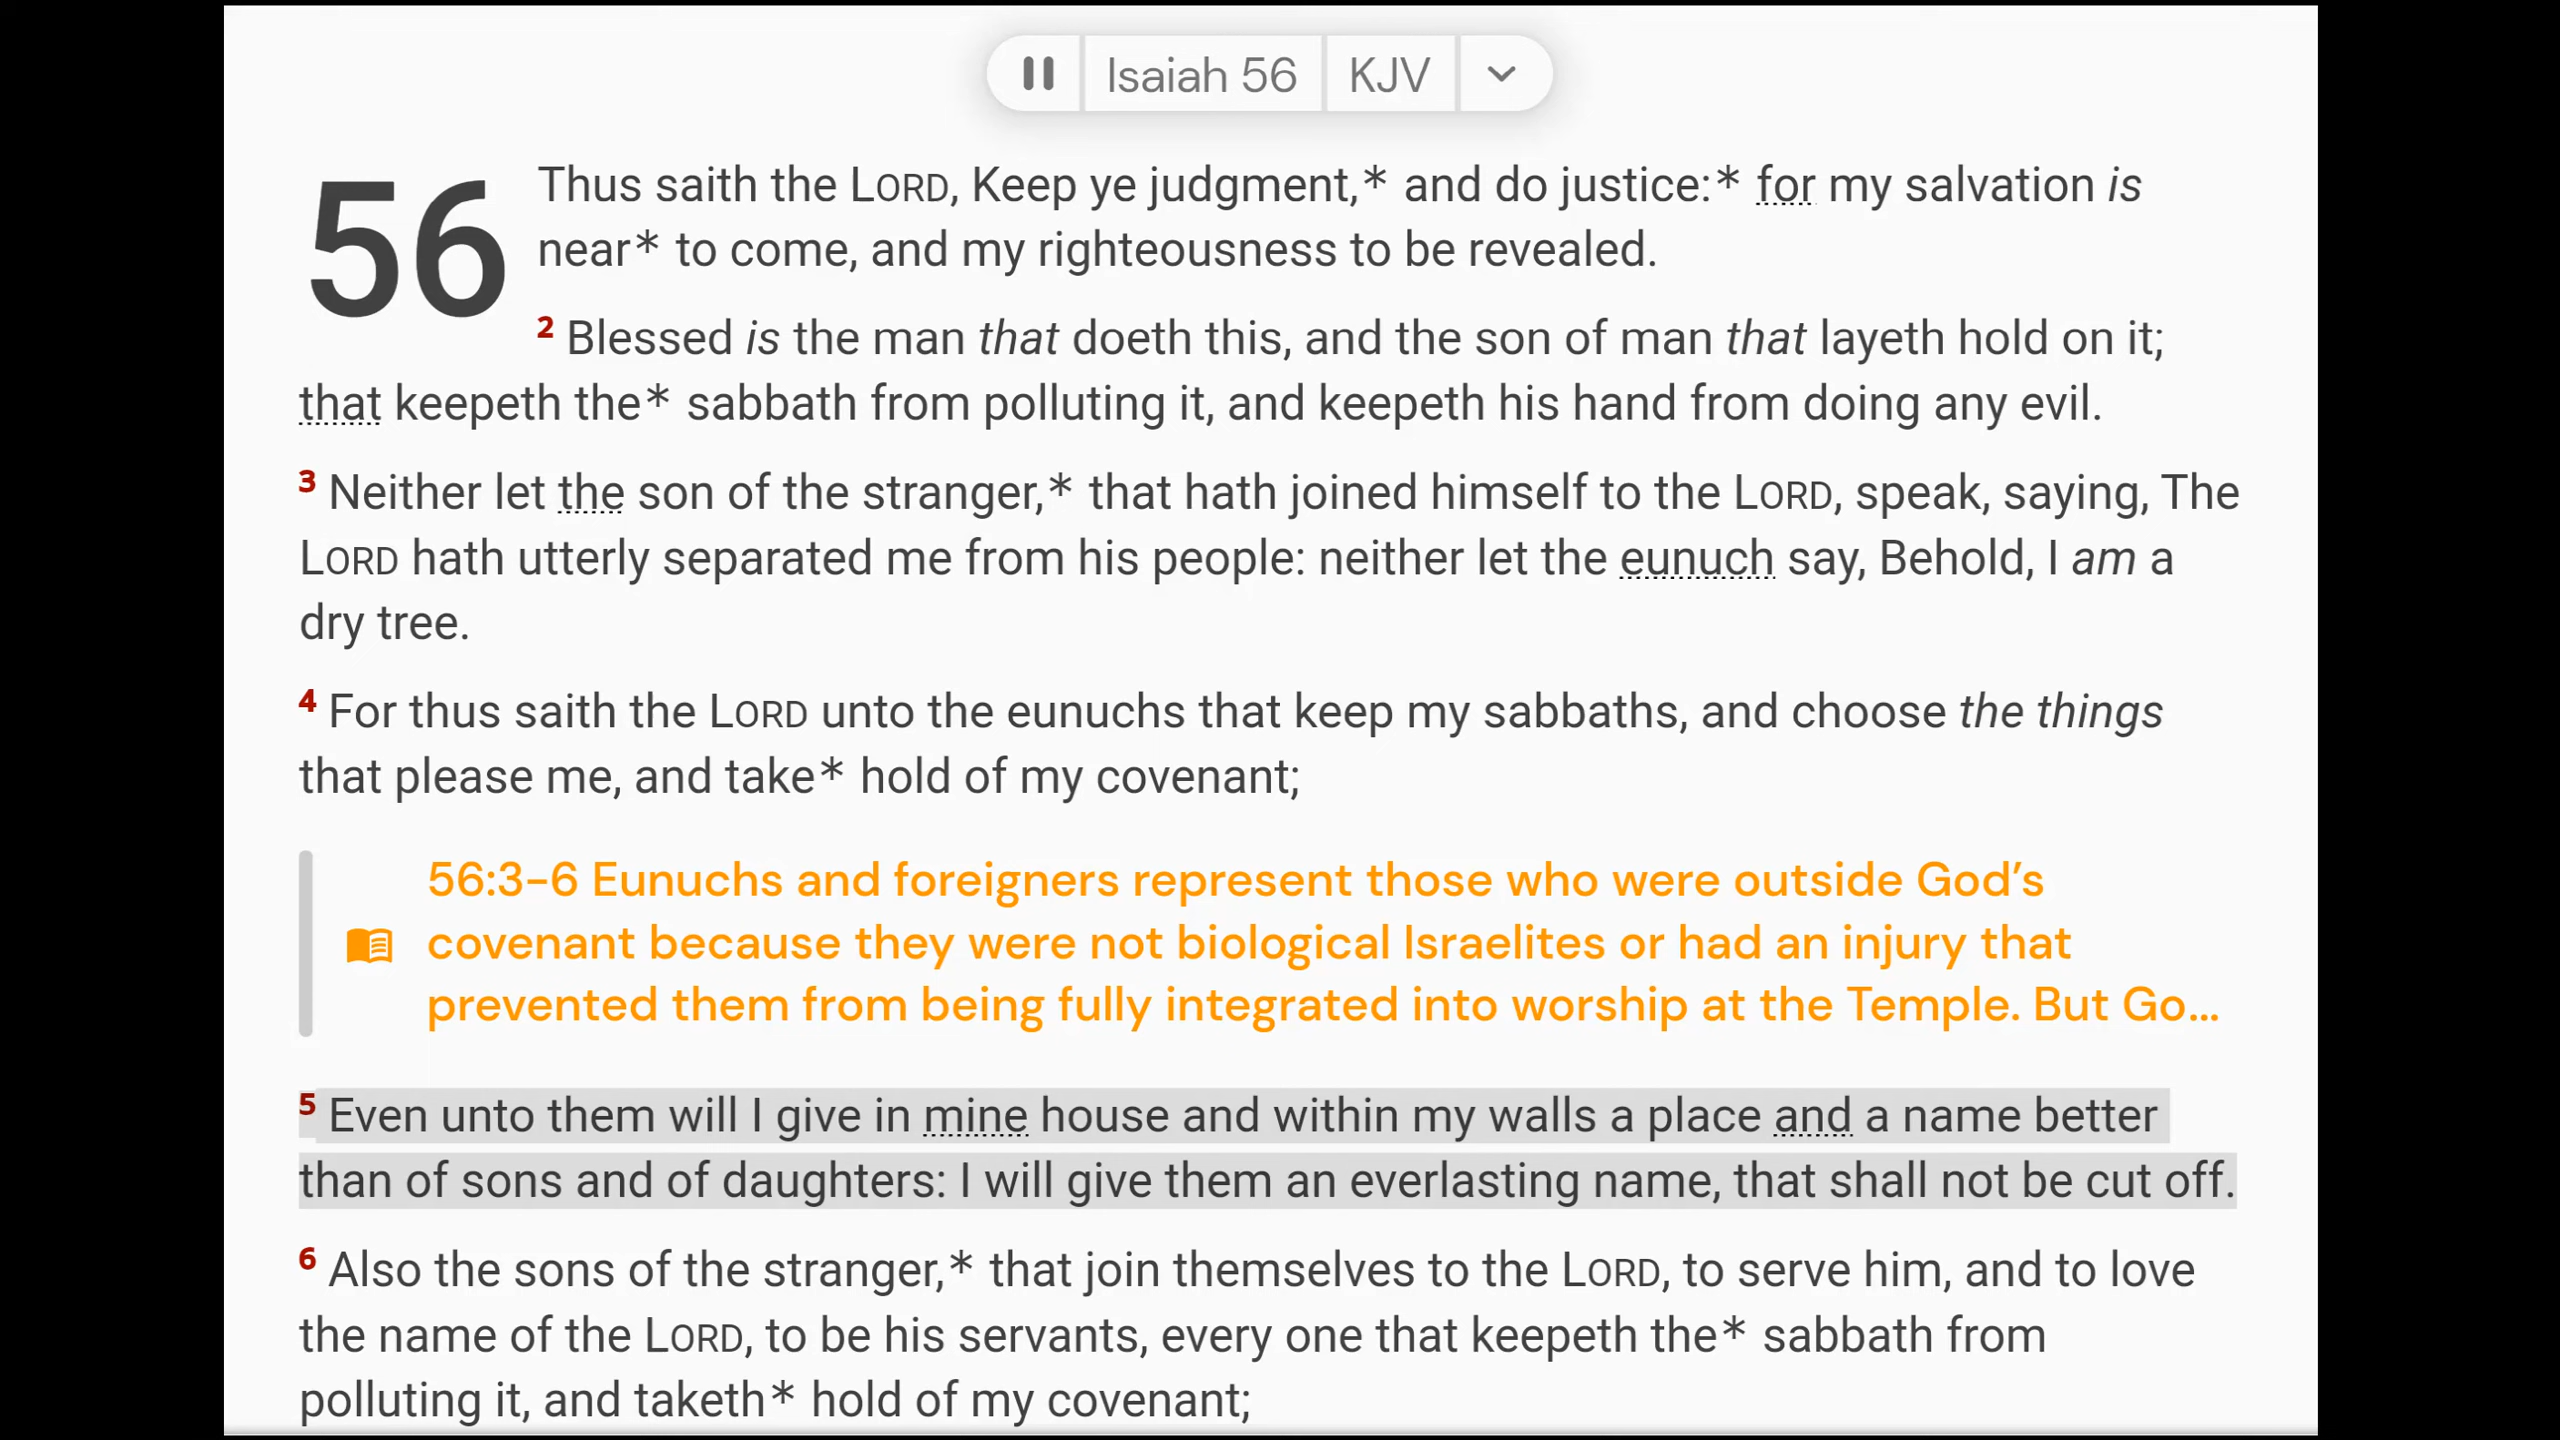 Isaiah 56 KJV
56 Thus saith the LORD, Keep ye judgment,* and do justice:* for my salvation is
near* to come, and my righteousness to be revealed.
2 Blessed is the man that doeth this, and the son of man that layeth hold on it;
that keepeth the* sabbath from polluting it, and keepeth his hand from doing any evil.
3 Neither let the son of the stranger,* that hath joined himself to the LORD, speak, saying, The
LORD hath utterly separated me from his people: neither let the eunuch say, Behold, I am a
dry tree.
4 For thus saith the LORD unto the eunuchs that keep my sabbaths, and choose the things
that please me, and take* hold of my covenant;
56:3–6 Eunuchs and foreigners represent those who were outside God’s
covenant because they were not biological Israelites or had an injury that
prevented them from being fully integrated into worship at the Temple. But Go...
5 Even unto them will I give in mine house and within my walls a place and a name better
than of sons and of daughters: I will give them an everlasting name, that shall not be cut off.
6 Also the sons of the stranger,* that join themselves to the LORD, to serve him, and to love
the name of the LORD, to be his servants, every one that keepeth the* sabbath from
polluting it, and taketh* hold of my covenant;